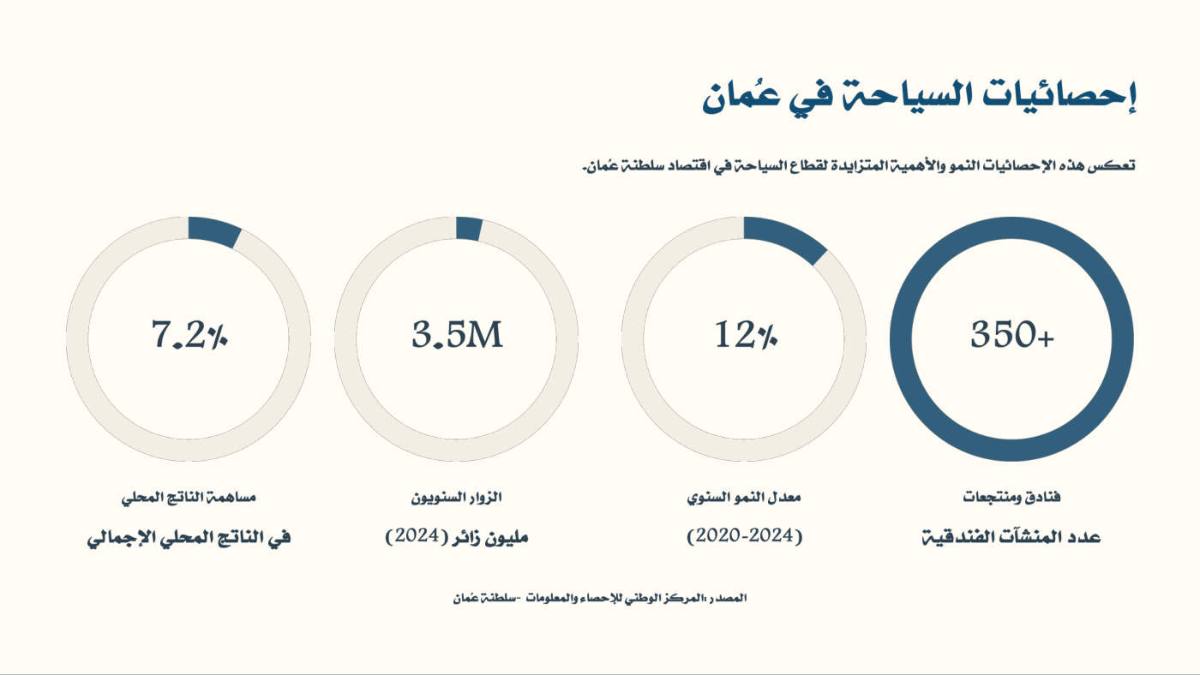 إحصائيات السياحة في عُمان
تعكس هذه الإحصائيات النمو والأهمية المتزايدة لقطاع السياحة في اقتصاد سلطنة عُمان.
350+
12%
3.5M
7.2%
فنادق ومنتجعات
معدل النمو السنوي
الزوار السنويون
مساهمة الناتج المحلي
عدد المنشآت الفندقية
(2020-2024)
مليون زائر (2024)
في الناتج المحلي الإجمالي
المصدر :المركز الوطني للإحصاء والمعلومات -سلطنة عُمان